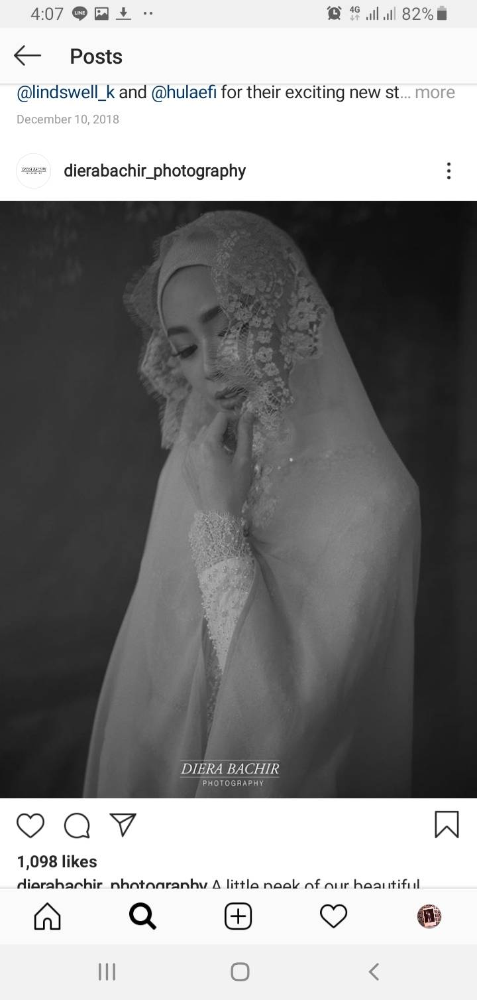 4:07 LINE 4G 82%
Posts
@lindswell_k and @hulaefi for their exciting new st... more
December 10, 2018
DIERA BACHIR
dierabachir_photography
DIERA BACHIR
PHOTOGRAPHY
1,098 likes
dierabachir_photography A little peek of our beautiful